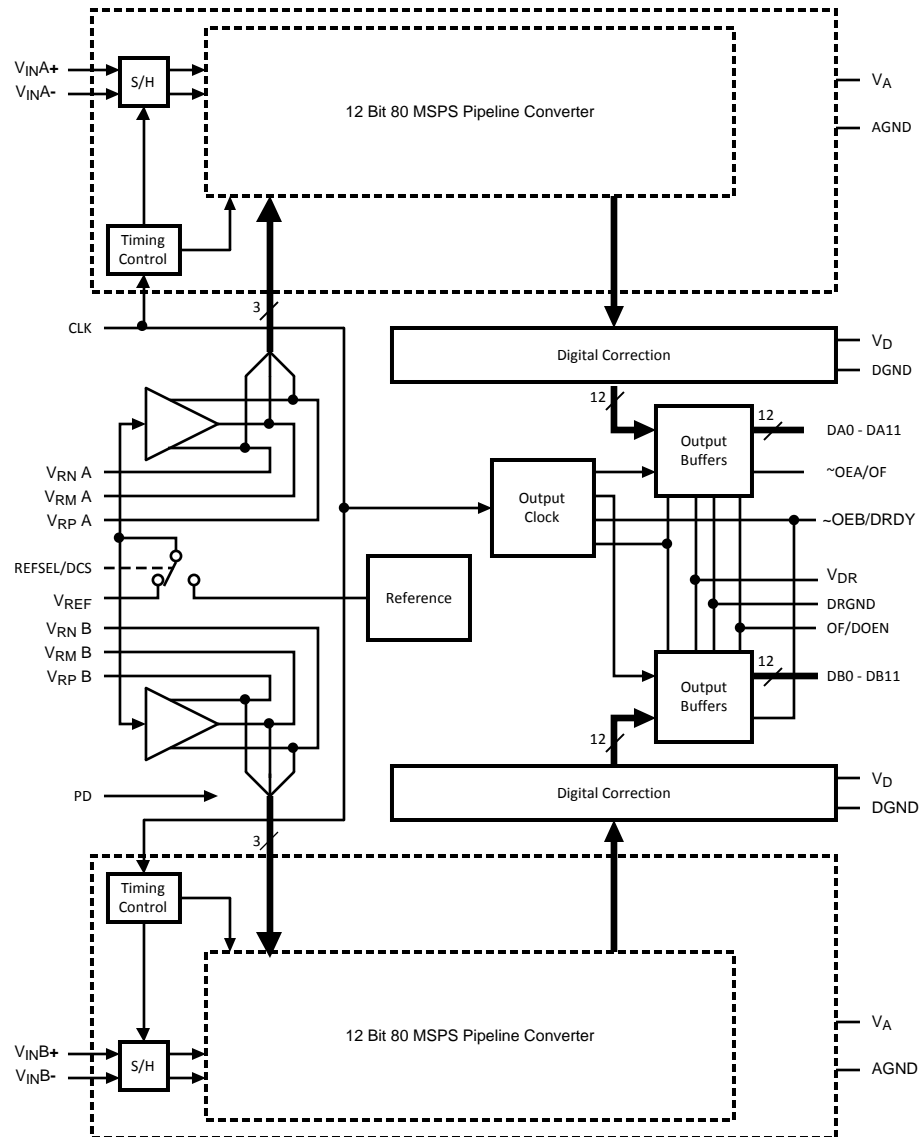 VINA+
VINA-
S/H
12 Bit 80 MSPS Pipeline Converter
VA
AGND
Timing
Control
3
CLK
Digital Correction
VD
DGND
12
12
Output
Buffers
DA0 - DA11
~OEA/OF
VRN A
VRM A
VRP A
Output
Clock
~OEB/DRDY
REFSEL/DCS
VREF
Reference
VDR
DRGND
OF/DOEN
VRN B
VRM B
VRP B
12
Output
Buffers
DB0 - DB11
12
PD
Digital Correction
VD
DGND
3
Timing
Control
12 Bit 80 MSPS Pipeline Converter
VA
AGND
VINB+
VINB-
S/H